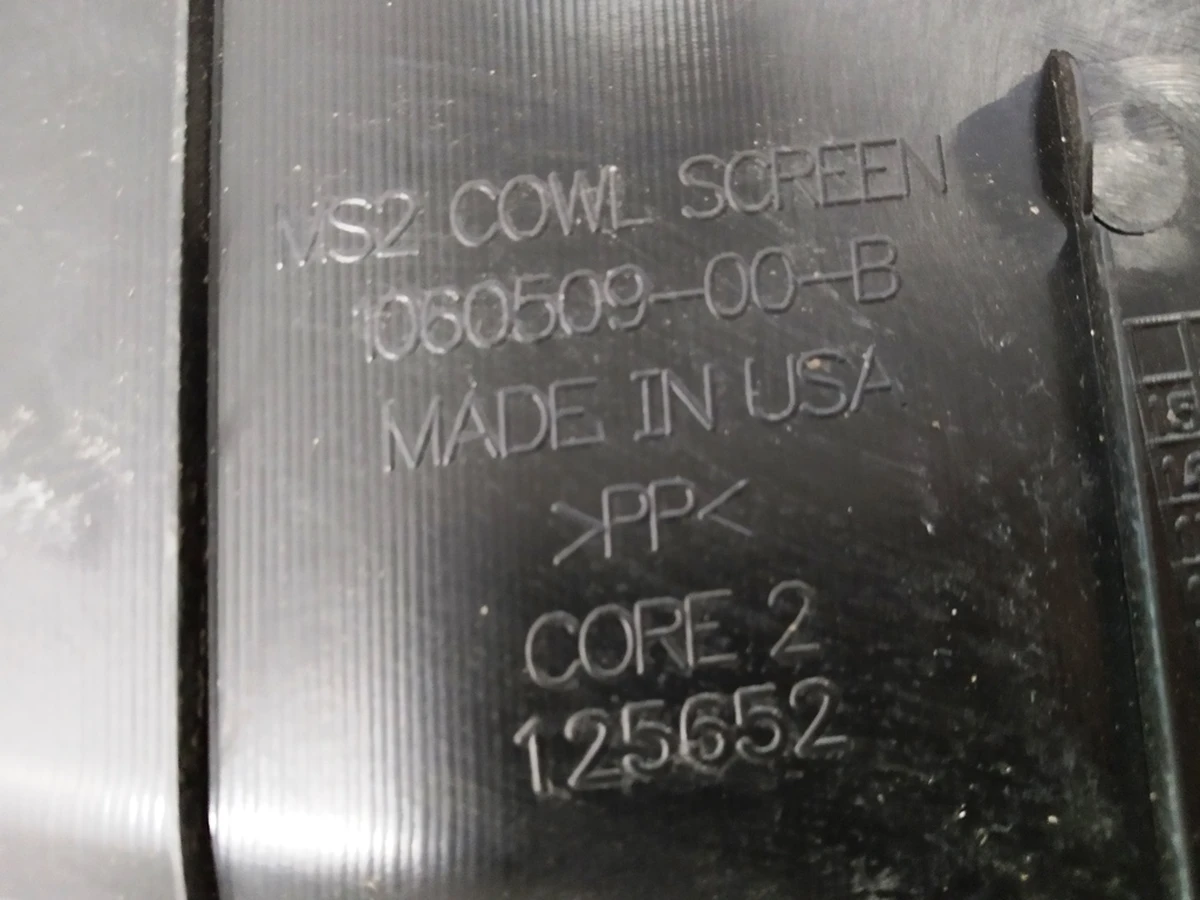 MS2 COWL SCREEN
1060509-00-B
MADE IN USA
>PP<
CORE 2
125652